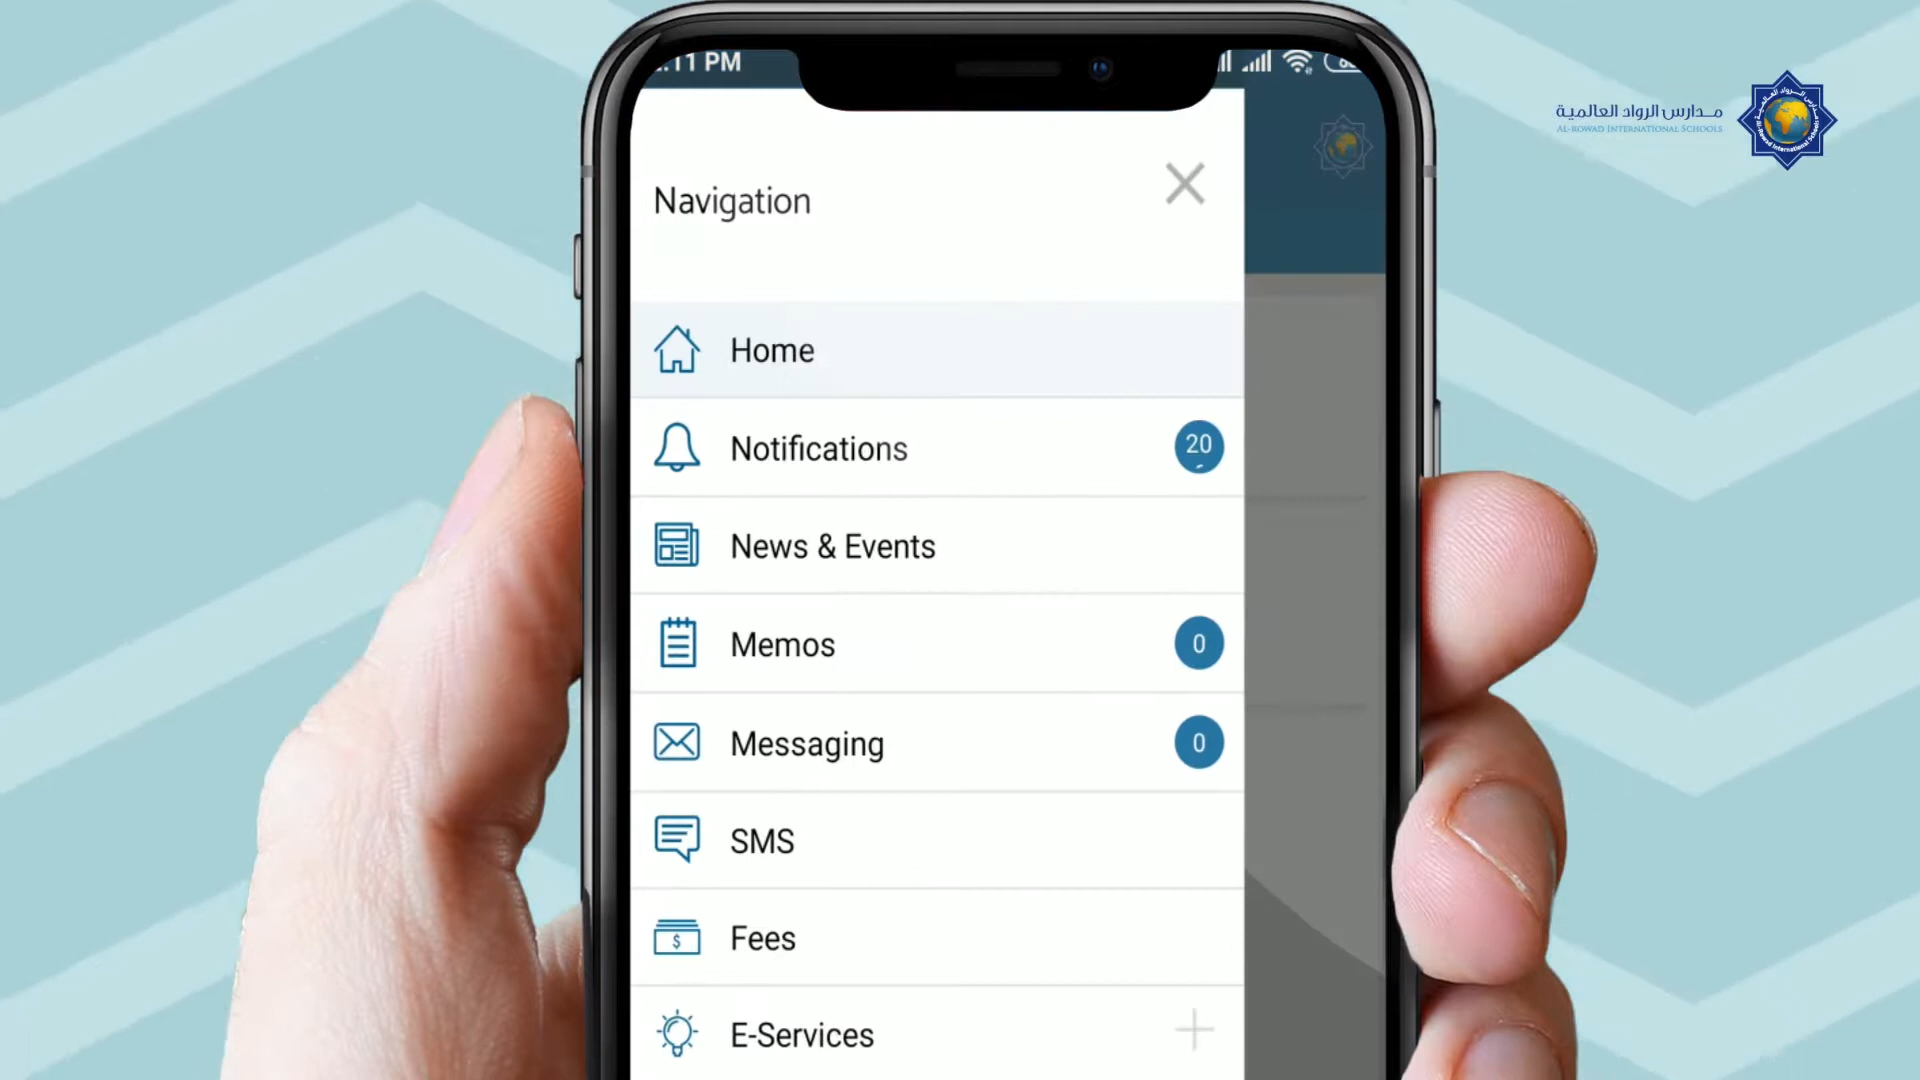 .11 PM
مدارس الرواد العالمية
AL-ROWAD INTERNATIONAL SCHOOLS
Navigation
Home
Notifications
20
News & Events
Memos
0
Messaging
0
SMS
Fees
E-Services